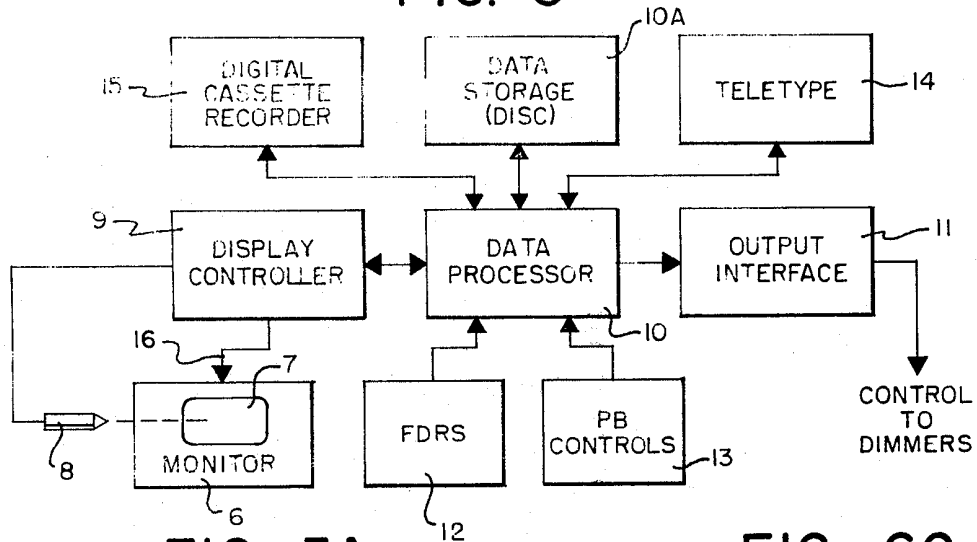 10A
15
DIGITAL
CASSETTE
RECORDER
DATA
STORAGE
(DISC)
TELETYPE
14
9
DISPLAY
CONTROLLER
DATA
PROCESSOR
10
OUTPUT
INTERFACE
11
16
7
8
MONITOR
6
FDRS
12
PB
CONTROLS
13
CONTROL
TO
DIMMERS